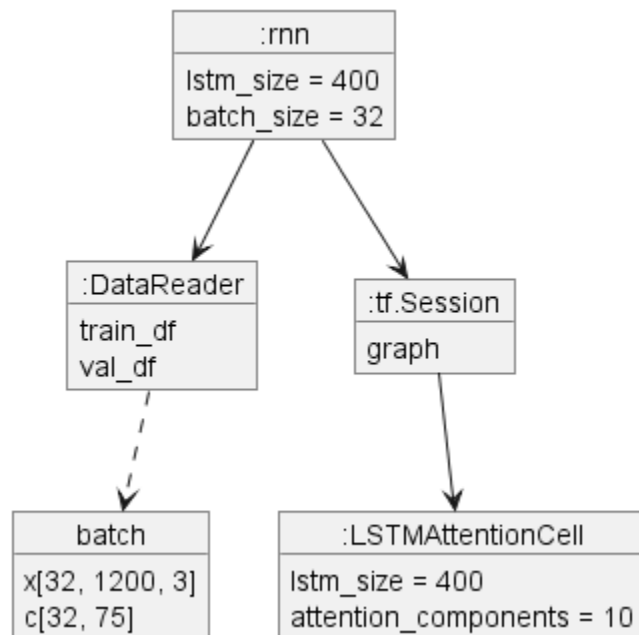 :rnn
lstm_size = 400
batch_size = 32
:DataReader
train_df
val_df
:tf.Session
graph
batch
x[32, 1200, 3]
c[32, 75]
:LSTMAttentionCell
lstm_size = 400
attention_components = 10